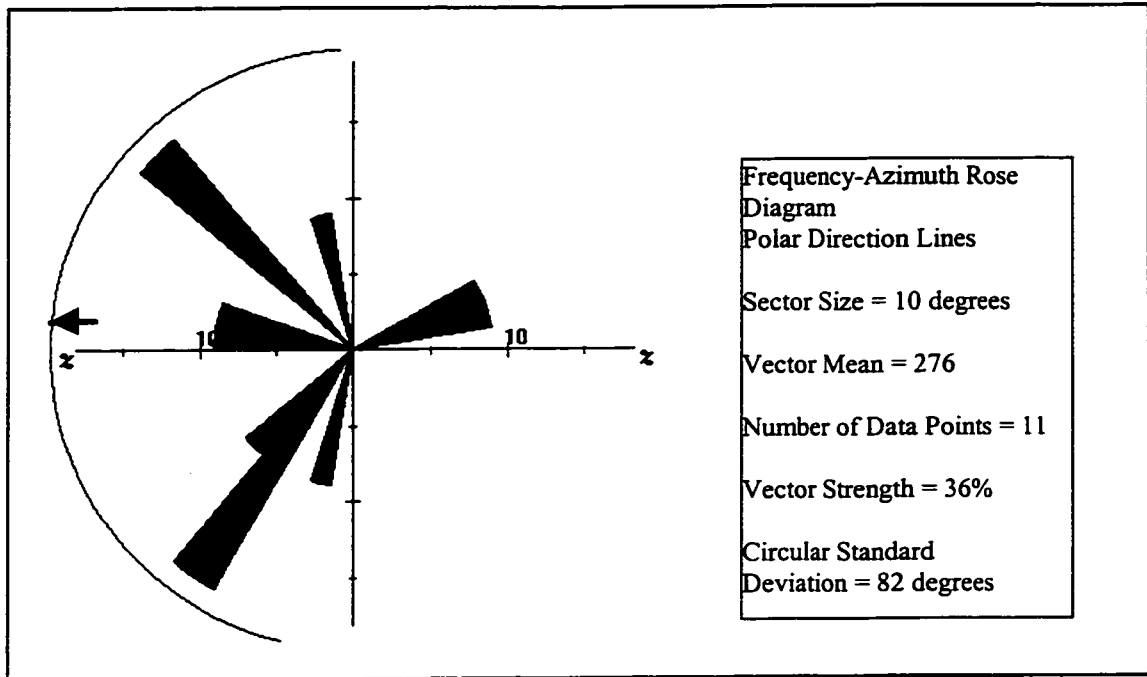 10
10
%
%
Frequency-Azimuth Rose
Diagram
Polar Direction Lines
Sector Size = 10 degrees
Vector Mean = 276
Number of Data Points = 11
Vector Strength = 36%
Circular Standard
Deviation = 82 degrees